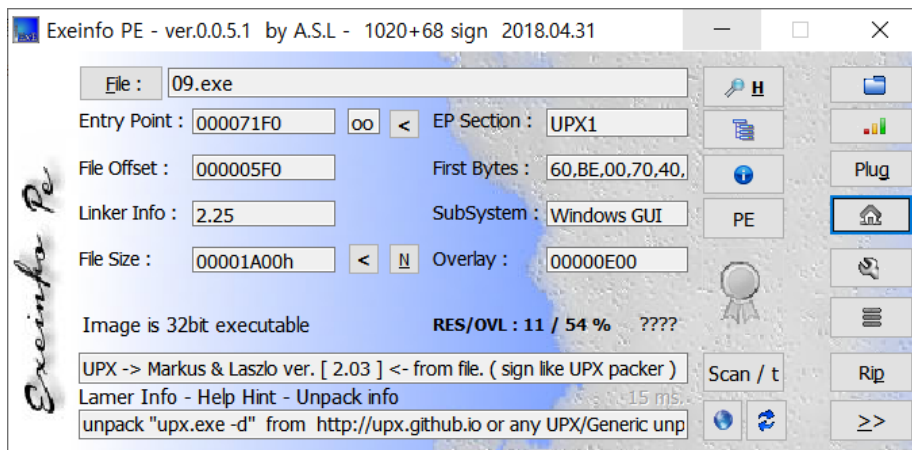 Exeinfo PE - ver.0.0.5.1 by A.S.L - 1020+68 sign 2018.04.31
File : 09.exe H
Entry Point : 000071F0 oo < EP Section : UPX1
File Offset : 000005F0 First Bytes : 60,BE,00,70,40, Plug
Linker Info : 2.25 SubSystem : Windows GUI PE
File Size : 00001A00h < N Overlay : 00000E00
Image is 32bit executable RES/OVL : 11 / 54 % ????
UPX -> Markus & Laszlo ver. [ 2.03 ] <- from file. ( sign like UPX packer ) Scan / t Rip
Lamer Info - Help Hint - Unpack info 15 ms.
unpack "upx.exe -d" from http://upx.github.io or any UPX/Generic unp >>
Exeinfo Pe